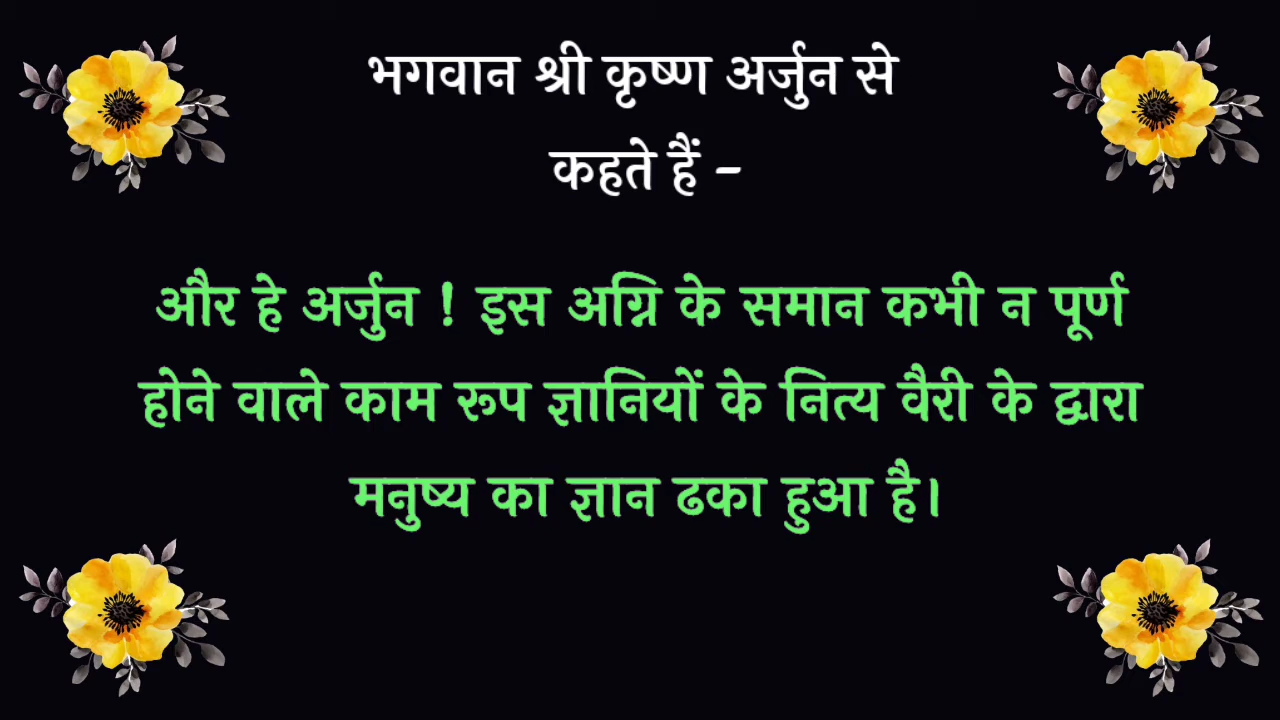 भगवान श्री कृष्ण अर्जुन से
कहते हैं -
और हे अर्जुन ! इस अग्नि के समान कभी न पूर्ण
होने वाले काम रूप ज्ञानियों के नित्य वैरी के द्वारा
मनुष्य का ज्ञान ढका हुआ है।